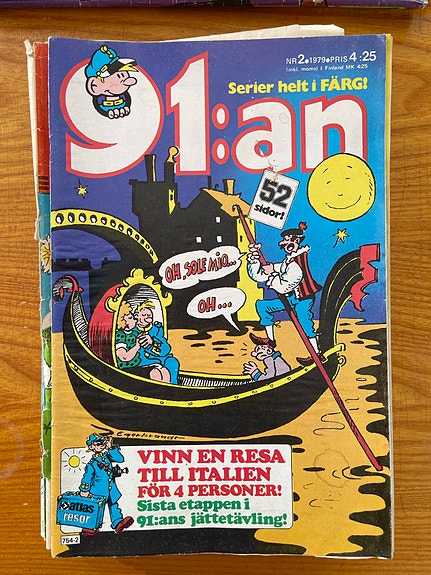 NR 2 • 1979 • PRIS 4:25
(inkl. moms) I Finland MK 4:25
Serier helt i FÄRG!
91:an
52
sidor!
OH, SOLE MIO...
OH...
Egerbrandt
VINN EN RESA
TILL ITALIEN
FÖR 4 PERSONER!
Sista etappen i
91:ans jättetävling!
atlas
resor
754-2